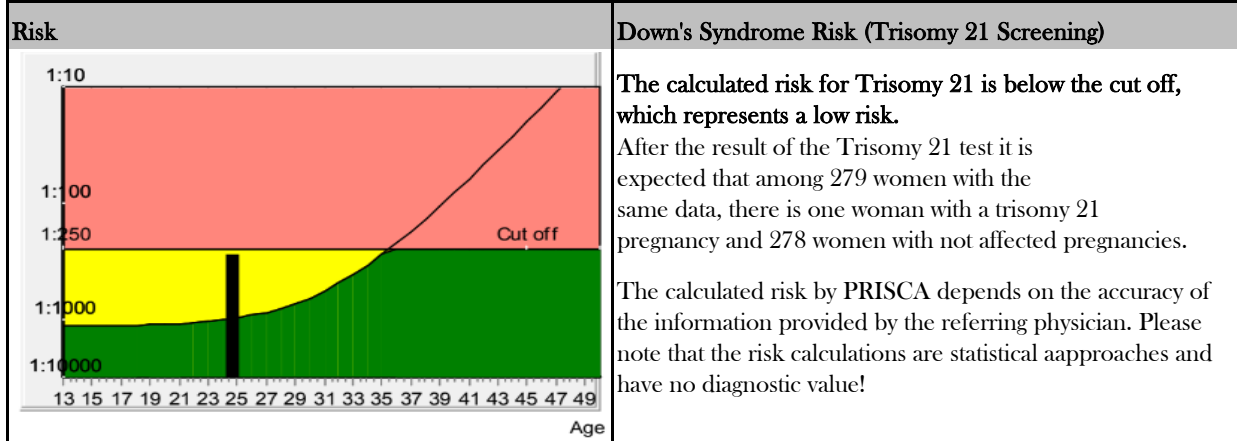 Risk
Down's Syndrome Risk (Trisomy 21 Screening)
1:10
1:100
1:250
Cut off
1:1000
1:10000
13 15 17 19 21 23 25 27 29 31 33 35 37 39 41 43 45 47 49
Age
The calculated risk for Trisomy 21 is below the cut off,
which represents a low risk.
After the result of the Trisomy 21 test it is
expected that among 279 women with the
same data, there is one woman with a trisomy 21
pregnancy and 278 women with not affected pregnancies.
The calculated risk by PRISCA depends on the accuracy of
the information provided by the referring physician. Please
note that the risk calculations are statistical aapproaches and
have no diagnostic value!